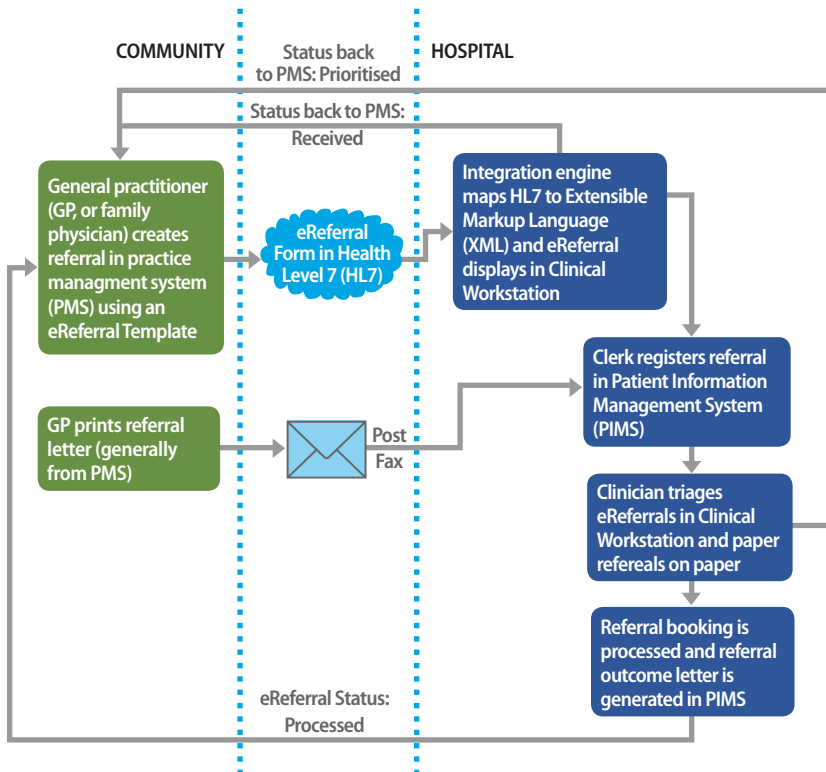 COMMUNITY
Status back
to PMS: Prioritised
HOSPITAL
Status back to PMS:
Received
General practitioner
(GP, or family
physician) creates
referral in practice
managment system
(PMS) using an
eReferral Template
eReferral
Form in Health
Level 7 (HL7)
Integration engine
maps HL7 to Extensible
Markup Language
(XML) and eReferral
displays in Clinical
Workstation
Clerk registers referral
in Patient Information
Management System
(PIMS)
GP prints referral
letter (generally
from PMS)
Post
Fax
Clinician triages
eReferrals in Clinical
Workstation and paper
refereals on paper
Referral booking is
processed and referral
outcome letter is
generated in PIMS
eReferral Status:
Processed